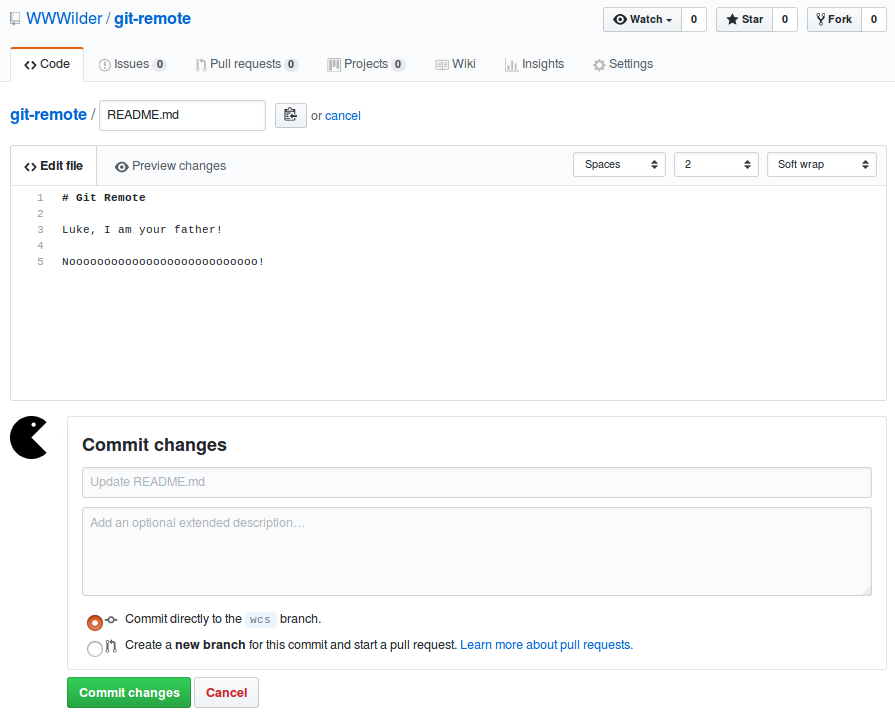 WWWilder / git-remote
Watch 0 Star 0 Fork 0
Code Issues 0 Pull requests 0 Projects 0 Wiki Insights Settings
git-remote / README.md or cancel
Edit file Preview changes Spaces 2 Soft wrap
1 # Git Remote
2
3 Luke, I am your father!
4
5 Nooooooooooooooooooooooooooo!
Commit changes
Update README.md
Add an optional extended description…
Commit directly to the wcs branch.
Create a new branch for this commit and start a pull request. Learn more about pull requests.
Commit changes Cancel